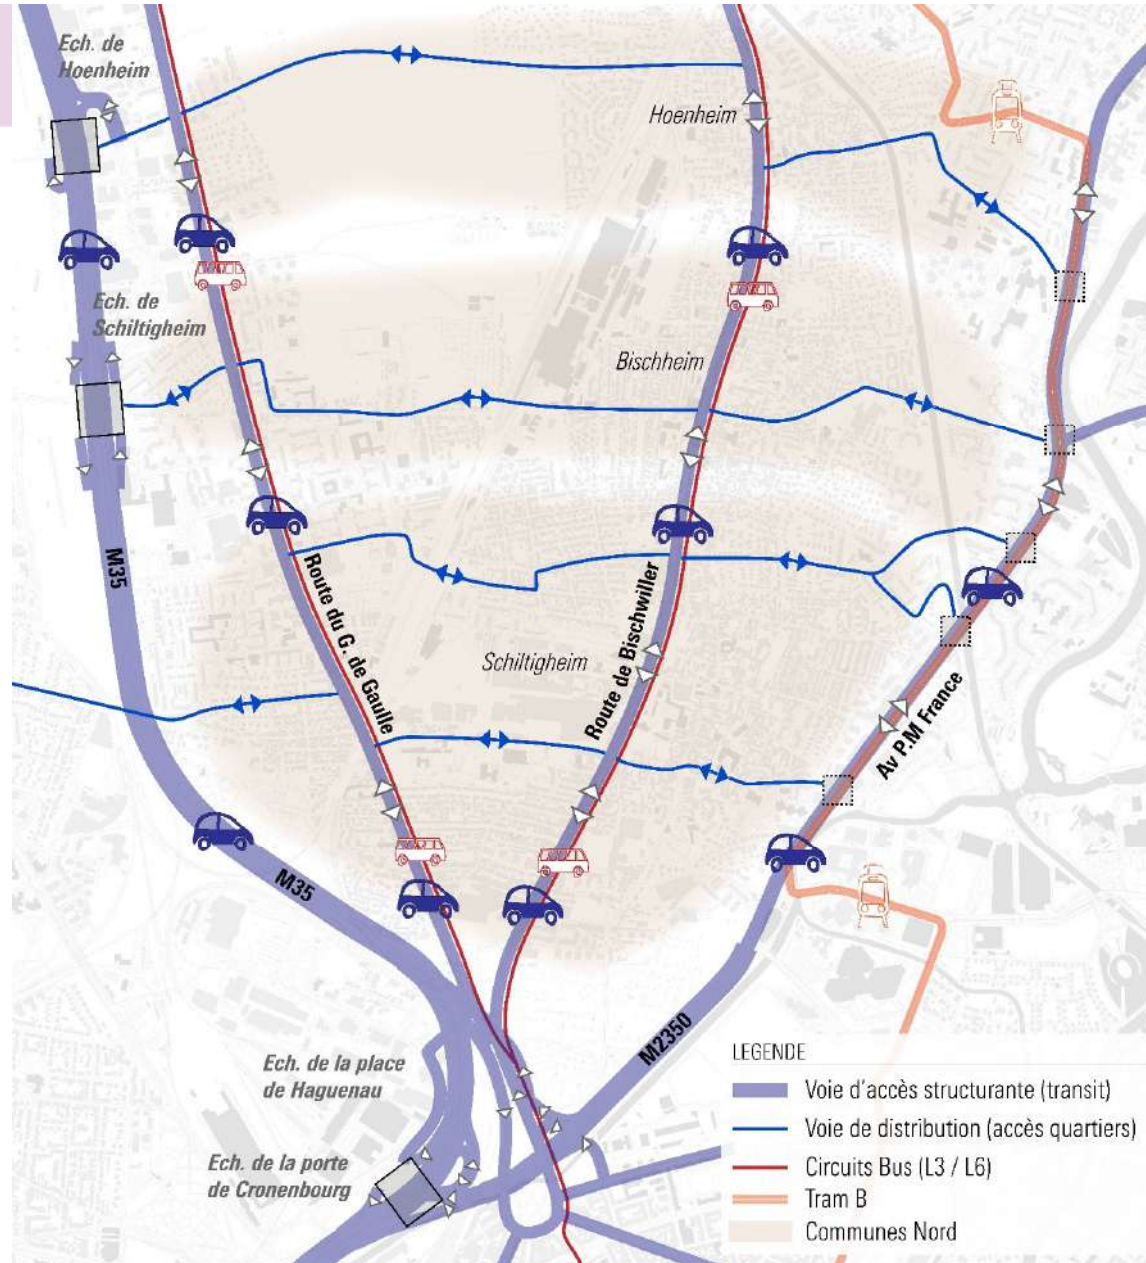 Ech. de
Hoenheim
Hoenheim
Ech. de
Schiltigheim
Bischheim
M35
Route du G. de Gaulle
Route de Bischwiller
Schiltigheim
Av P.M France
M35
M2350
Ech. de la place
de Haguenau
Ech. de la porte
de Cronenbourg
LEGENDE
Voie d'accès structurante (transit)
Voie de distribution (accès quartiers)
Circuits Bus (L3 / L6)
Tram B
Communes Nord